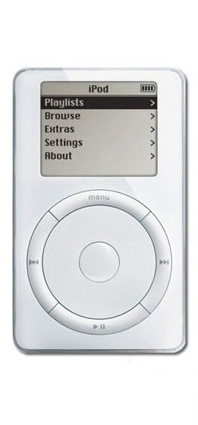 iPod
Playlists >
Browse >
Extras >
Settings >
About >
menu